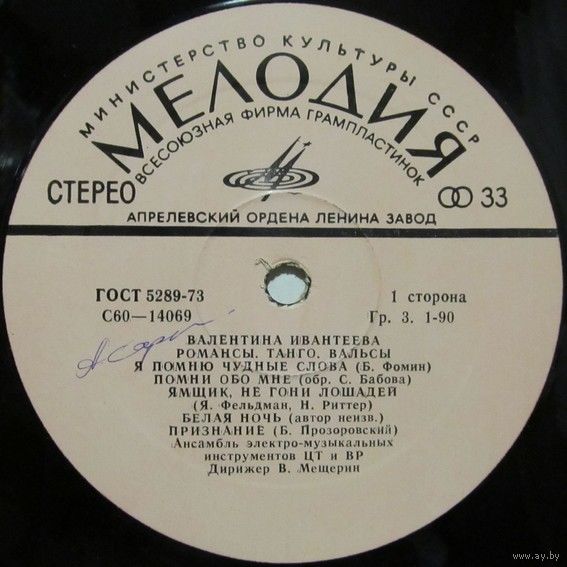 МИНИСТЕРСТВО КУЛЬТУРЫ СССР
МЕЛОДИЯ
ВСЕСОЮЗНАЯ ФИРМА ГРАМПЛАСТИНОК
СТЕРЕО
33
АПРЕЛЕВСКИЙ ОРДЕНА ЛЕНИНА ЗАВОД
ГОСТ 5289-73
1 сторона
С60—14069
Гр. 3. 1-90
ВАЛЕНТИНА ИВАНТЕЕВА
РОМАНСЫ. ТАНГО. ВАЛЬСЫ
Я ПОМНЮ ЧУДНЫЕ СЛОВА (Б. Фомин)
ПОМНИ ОБО МНЕ (обр. С. Бабова)
ЯМЩИК, НЕ ГОНИ ЛОШАДЕЙ
(Я. Фельдман, Н. Риттер)
БЕЛАЯ НОЧЬ (автор неизв.)
ПРИЗНАНИЕ (Б. Прозоровский)
Ансамбль электро-музыкальных
инструментов ЦТ и ВР
Дирижер В. Мещерин
www.ay.by